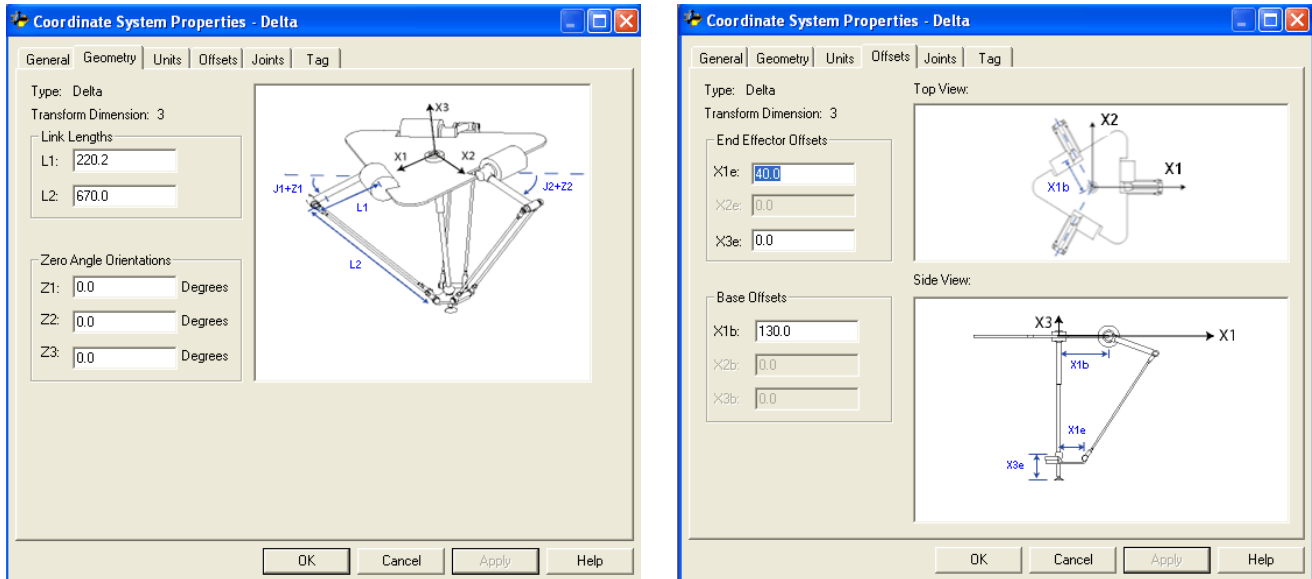 Coordinate System Properties - Delta
General Geometry Units Offsets Joints Tag
Type: Delta
Transform Dimension: 3
Link Lengths
L1: 220.2
L2: 670.0
Zero Angle Orientations
Z1: 0.0 Degrees
Z2: 0.0 Degrees
Z3: 0.0 Degrees
X3
X1 X2
J1+Z1 J2+Z2
L1
L2
OK Cancel Apply Help
Coordinate System Properties - Delta
General Geometry Units Offsets Joints Tag
Type: Delta
Transform Dimension: 3
End Effector Offsets
X1e: 40.0
X2e: 0.0
X3e: 0.0
Base Offsets
X1b: 130.0
X2b: 0.0
X3b: 0.0
Top View:
X2
X1
X1b
Side View:
X3
X1
X1b
X1e
X3e
OK Cancel Apply Help